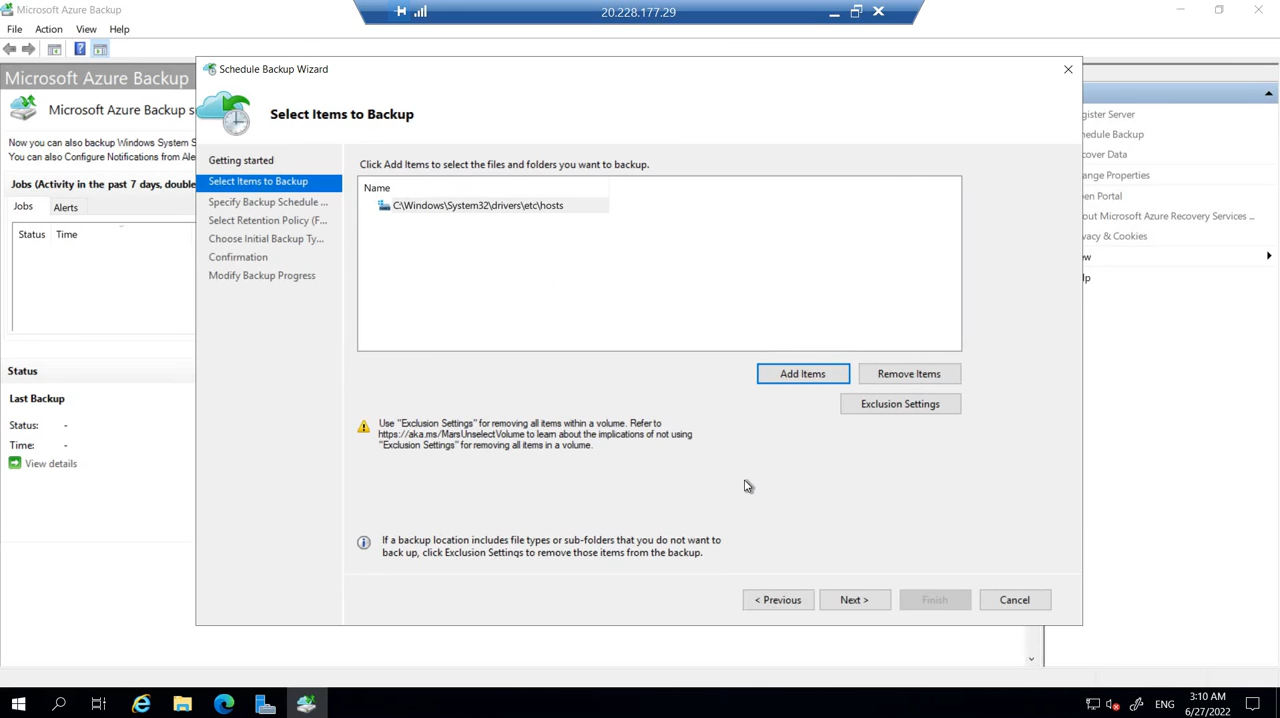 Microsoft Azure Backup
20.228.177.29
File Action View Help
Microsoft Azure Backup
Microsoft Azure Backup s
Now you can also backup Windows System S
You can also Configure Notifications from Ale
Jobs (Activity in the past 7 days, double
Jobs Alerts
Status Time
Status
Last Backup
Status: -
Time: -
View details
Schedule Backup Wizard
Select Items to Backup
Getting started
Select Items to Backup
Specify Backup Schedule ...
Select Retention Policy (F...
Choose Initial Backup Ty...
Confirmation
Modify Backup Progress
Click Add Items to select the files and folders you want to backup.
Name
C:\Windows\System32\drivers\etc\hosts
Add Items Remove Items
Exclusion Settings
Use "Exclusion Settings" for removing all items within a volume. Refer to
https://aka.ms/MarsUnselectVolume to learn about the implications of not using
"Exclusion Settings" for removing all items in a volume.
If a backup location includes file types or sub-folders that you do not want to
back up, click Exclusion Settings to remove those items from the backup.
< Previous Next > Finish Cancel
gister Server
hedule Backup
cover Data
ange Properties
en Portal
out Microsoft Azure Recovery Services ...
vacy & Cookies
ew
lp
ENG
3:10 AM
6/27/2022